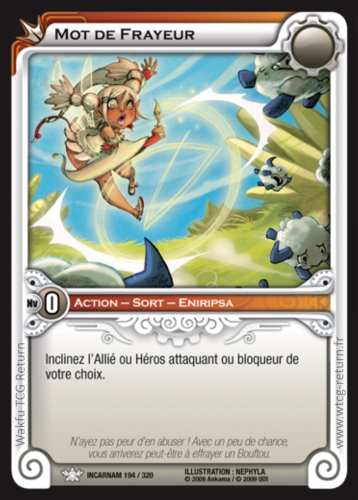 Mot de Frayeur
Nv 0
Action – Sort – Eniripsa
Inclinez l'Allié ou Héros attaquant ou bloqueur de
votre choix.
N'ayez pas peur d'en abuser ! Avec un peu de chance,
vous arriverez peut-être à effrayer un Bouftou.
INCARNAM 194 / 320
ILLUSTRATION : NEPHYLA
© 2009 Ankama / © 2009 UDI
Wakfu TCG Return
www.wtcg-return.fr